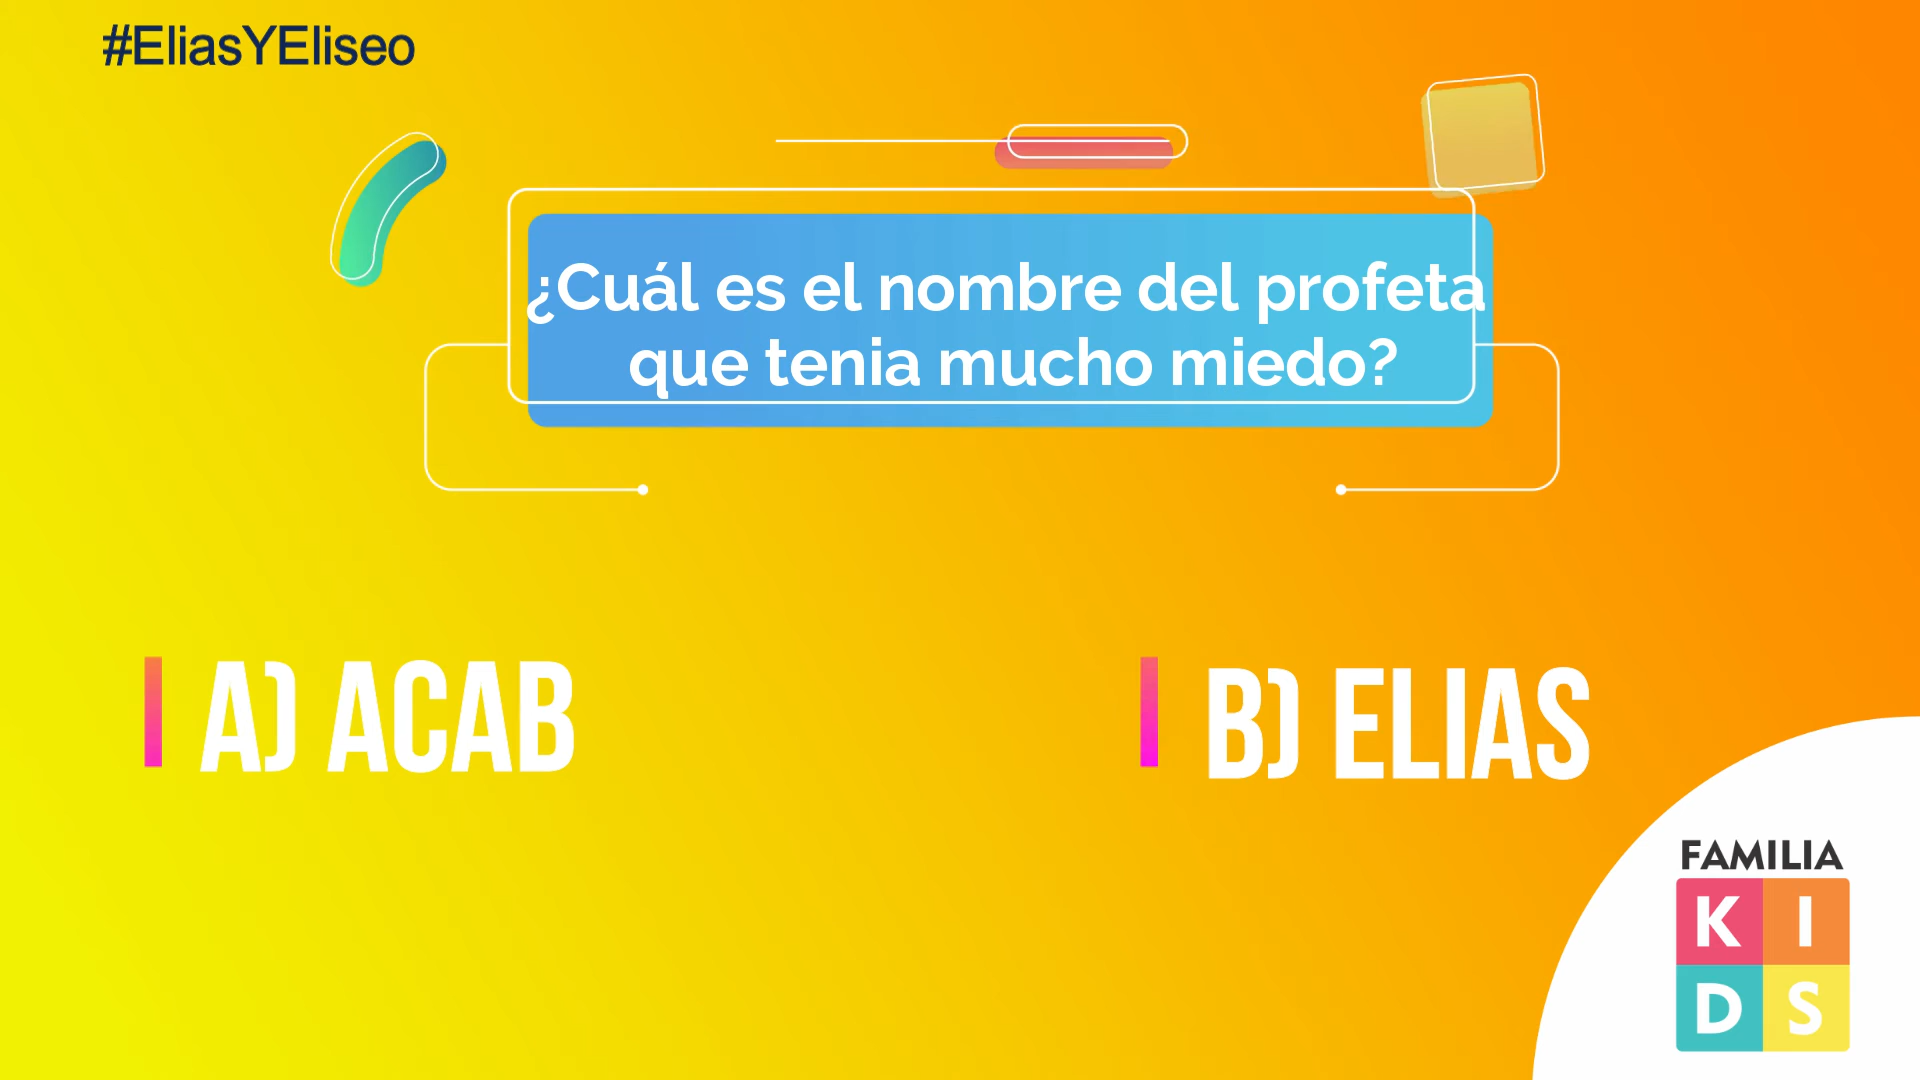 #EliasYEliseo
¿Cuál es el nombre del profeta
que tenia mucho miedo?
A) ACAB
B) ELIAS
FAMILIA
K I
D S